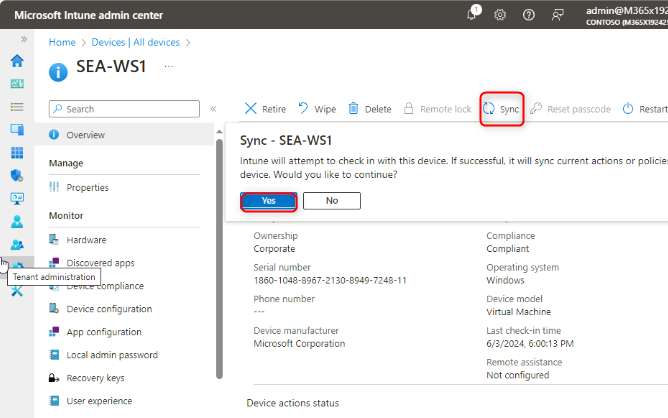 Microsoft Intune admin center
1
admin@M365x19242
CONTOSO (M365X192425
Home > Devices | All devices >
SEA-WS1 ...
Search
Retire Wipe Delete Remote lock Sync Reset passcode Restart
Overview
Manage
Properties
Monitor
Hardware
Discovered apps
Device compliance
Device configuration
App configuration
Local admin password
Recovery keys
User experience
Tenant administration
Sync - SEA-WS1
Intune will attempt to check in with this device. If successful, it will sync current actions or policies
device. Would you like to continue?
Yes No
Ownership
Corporate
Serial number
1860-1048-8967-2130-8949-7248-11
Phone number
---
Device manufacturer
Microsoft Corporation
Compliance
Compliant
Operating system
Windows
Device model
Virtual Machine
Last check-in time
6/3/2024, 6:00:13 PM
Remote assistance
Not configured
Device actions status